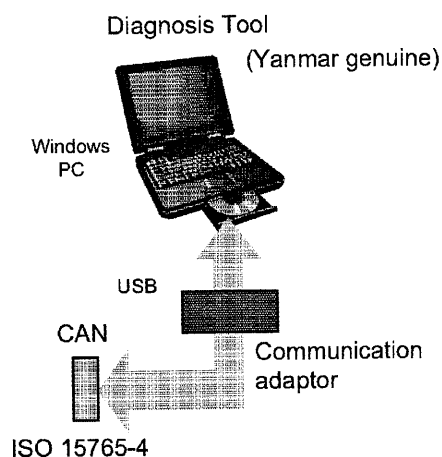 Diagnosis Tool
(Yanmar genuine)
Windows
PC
USB
CAN
Communication
adaptor
ISO 15765-4